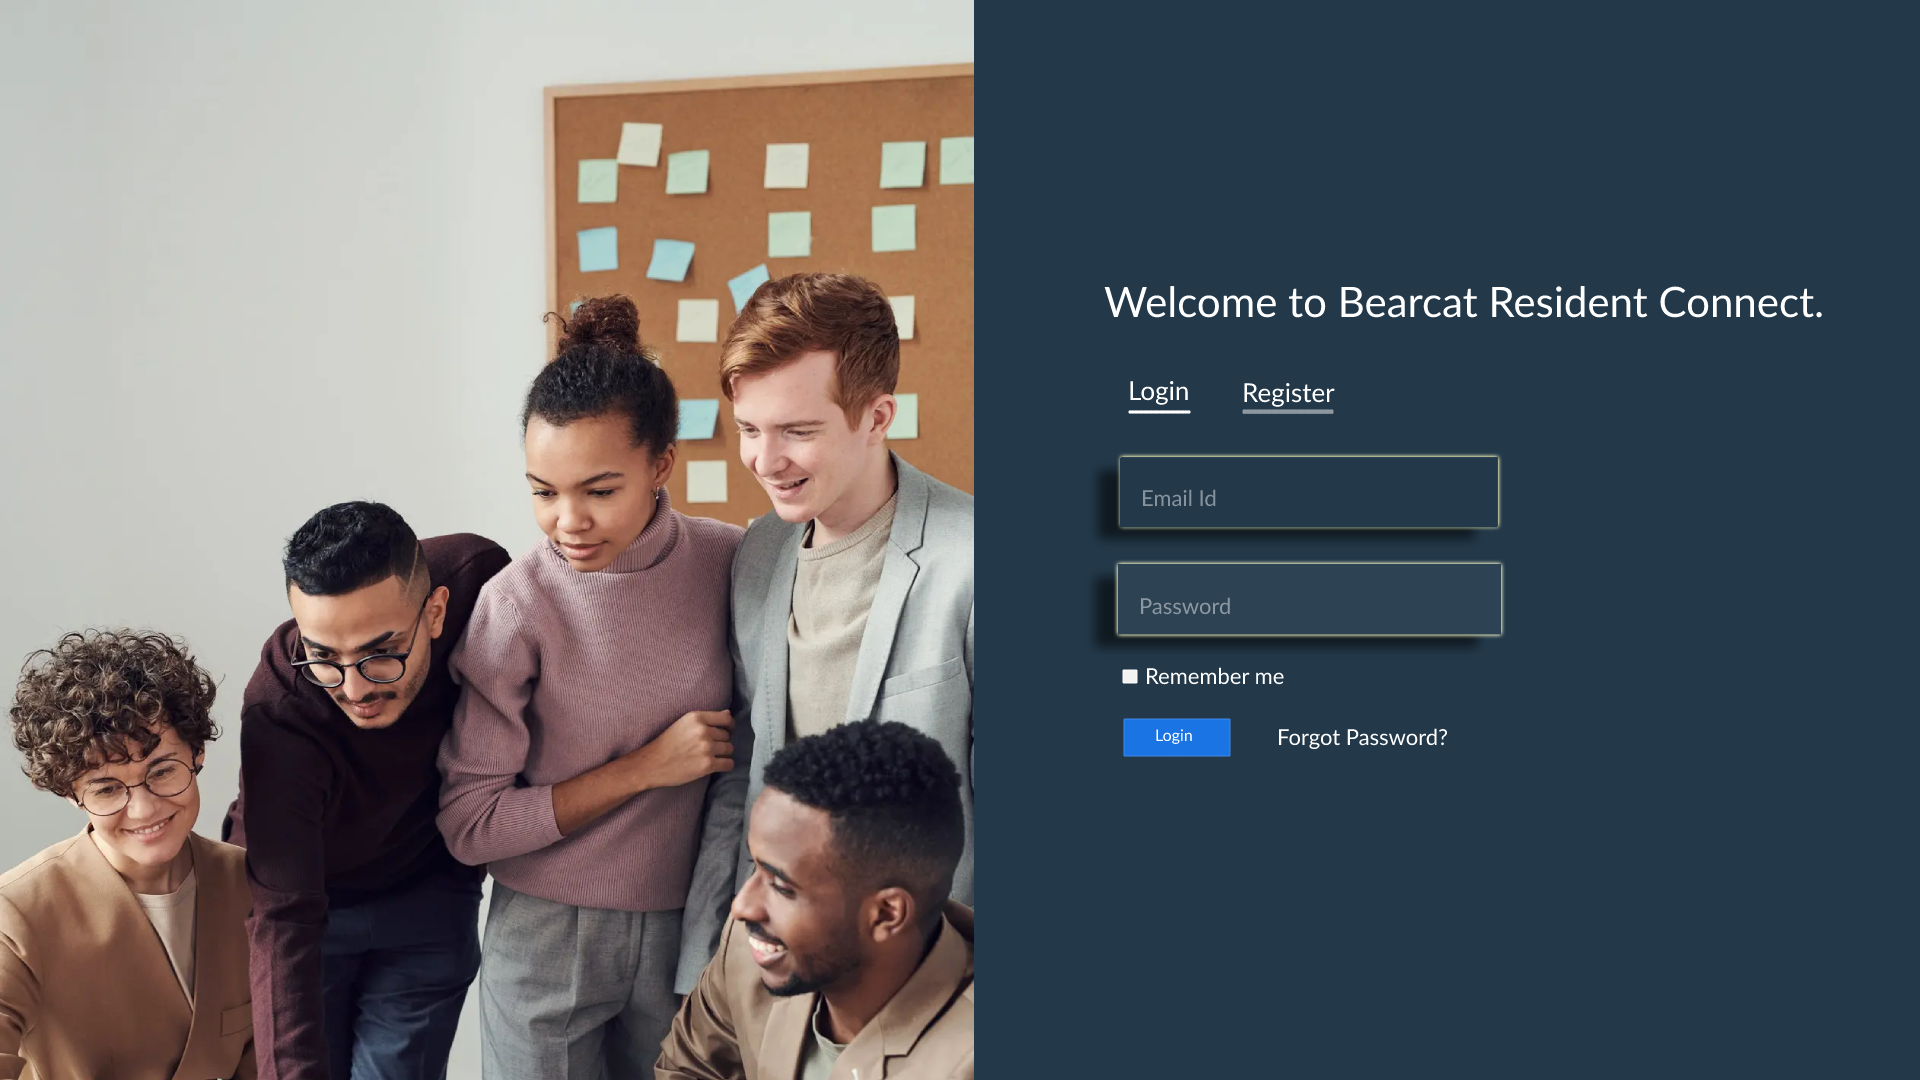 Welcome to Bearcat Resident Connect.
Login Register
Email Id
Password
Remember me
Login Forgot Password?